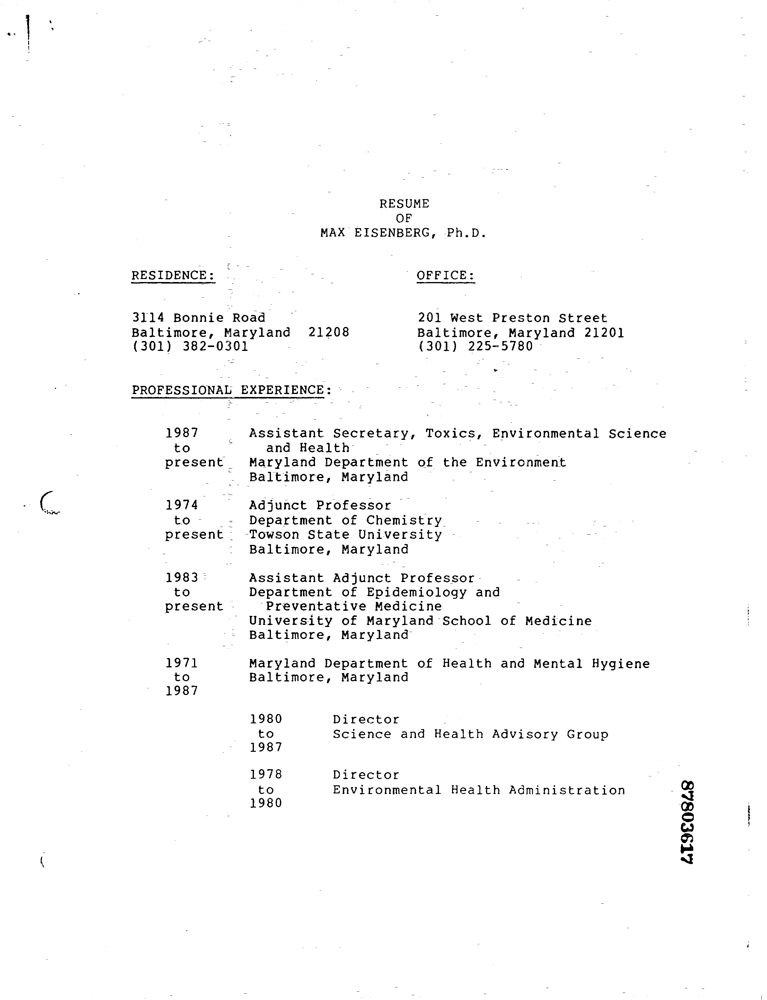 RESUME
OF
MAX EISENBERG, Ph.D.
RESIDENCE:
OFFICE:
3114 Bonnie Road
Baltimore, Maryland 21208
(301) 382-0301
201 West Preston Street
Baltimore, Maryland 21201
(301) 225-5780
PROFESSIONAL EXPERIENCE:
1987
to
present
Assistant Secretary, Toxics, Environmental Science
and Health
Maryland Department of the Environment
Baltimore, Maryland
1974
to
present
Adjunct Professor
Department of Chemistry
Towson State University
Baltimore, Maryland
1983
to
present
Assistant Adjunct Professor
Department of Epidemiology and
Preventative Medicine
University of Maryland School of Medicine
Baltimore, Maryland
1971
to
1987
Maryland Department of Health and Mental Hygiene
Baltimore, Maryland
1980
to
1987
Director
Science and Health Advisory Group
1978
to
1980
Director
Environmental Health Administration
87803617